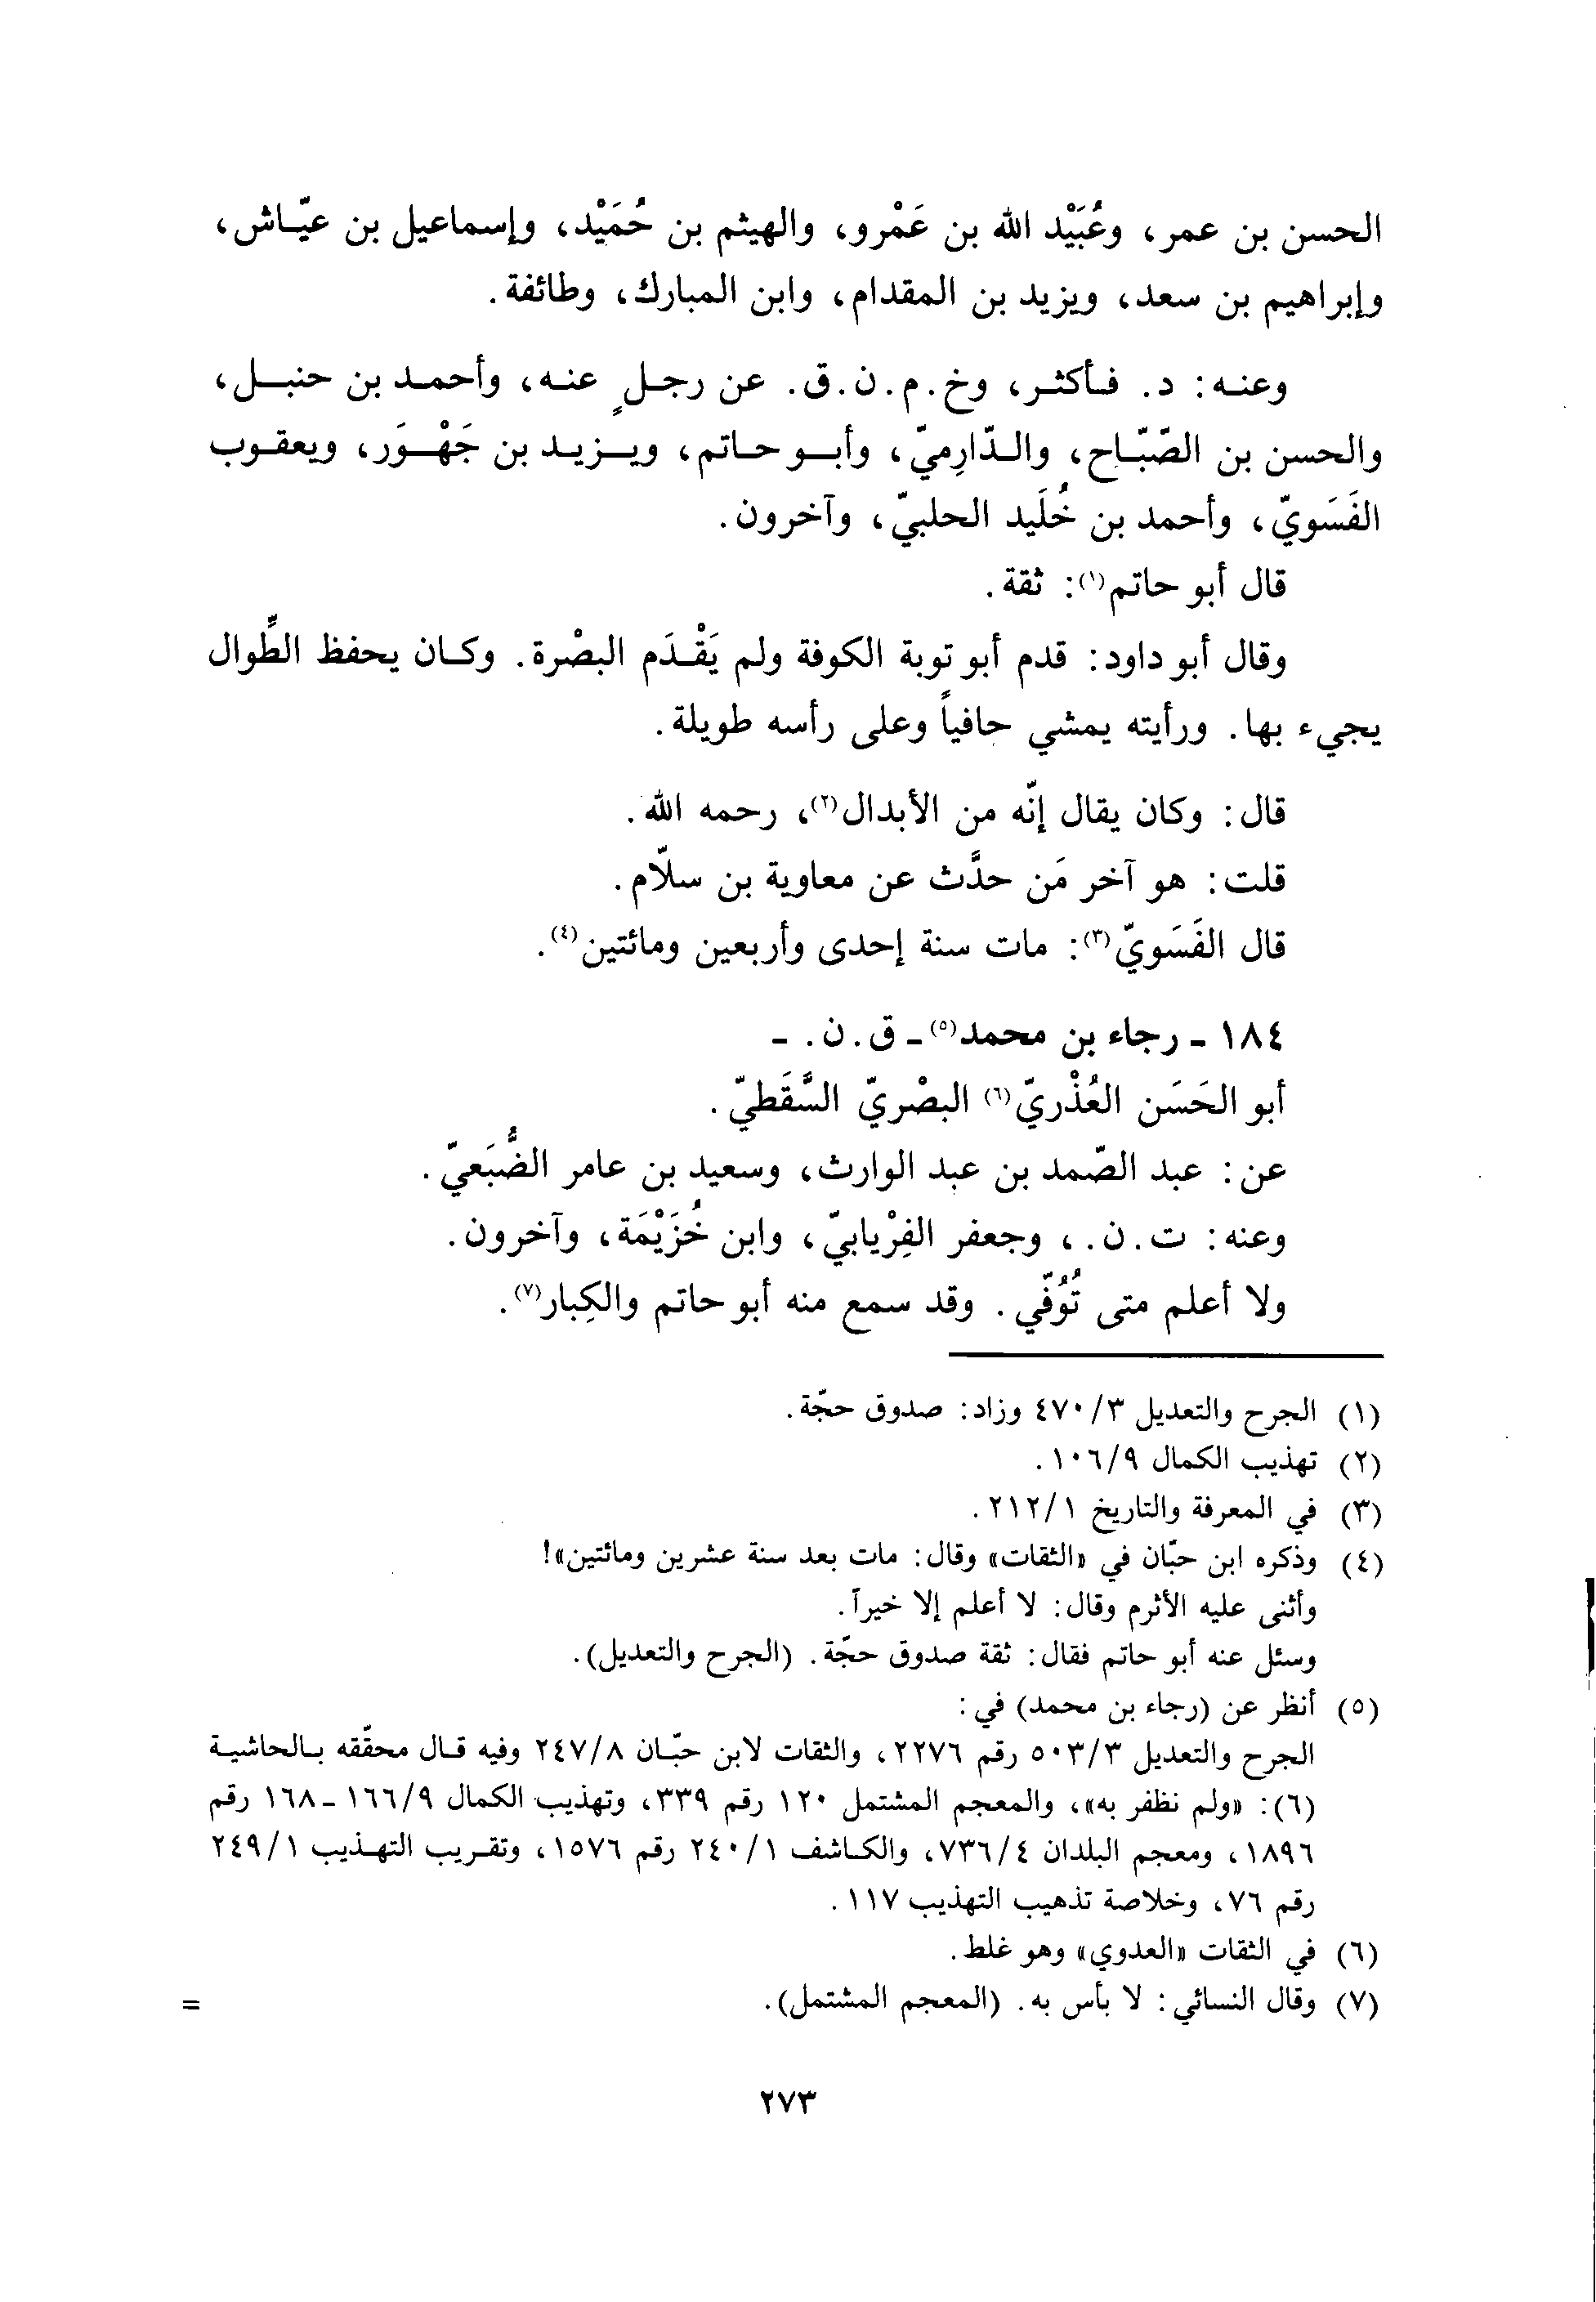 الحسن بن عمر، وعُبَيْد الله بن عَمْرو، والهيثم بن حُمَيْد، وإسماعيل بن عيّاش،
وإبراهيم بن سعد، ويزيد بن المقدام، وابن المبارك، وطائفة.
وعنه: د. فأكثر، وخ.م.ن.ق. عن رجلٍ عنه، وأحمد بن حنبل،
والحسن بن الصّبّاح، والدّارِميّ، وأبو حاتم، ويزيد بن جَهْوَر، ويعقوب
الفَسَويّ، وأحمد بن خُلَيد الحلبيّ، وآخرون.
قال أبو حاتم(١): ثقة.
وقال أبو داود: قدم أبو توبة الكوفة ولم يَقْدَم البصْرة. وكان يحفظ الطِّوال
يجيء بها. ورأيته يمشي حافياً وعلى رأسه طويلة.
قال: وكان يقال إنّه من الأبدال(٢)، رحمه الله.
قلت: هو آخر مَن حدَّث عن معاوية بن سلّام.
قال الفَسَويّ(٣): مات سنة إحدى وأربعين ومائتين(٤).
١٨٤ - رجاء بن محمد(٥) - ق.ن. -
أبو الحَسَن العُذْريّ(٦) البصْريّ السَّقَطيّ.
عن: عبد الصّمد بن عبد الوارث، وسعيد بن عامر الضُّبَعيّ.
وعنه: ت.ن.، وجعفر الفِرْيابيّ، وابن خُزَيْمَة، وآخرون.
ولا أعلم متى تُوُفّي. وقد سمع منه أبو حاتم والكِبار(٧).
(١) الجرح والتعديل ٤٧٠/٣ وزاد: صدوق حجّة.
(٢) تهذيب الكمال ١٠٦/٩.
(٣) في المعرفة والتاريخ ٢١٢/١.
(٤) وذكره ابن حبّان في «الثقات» وقال: مات بعد سنة عشرين ومائتين»!
وأثنى عليه الأثرم وقال: لا أعلم إلا خيراً.
وسئل عنه أبو حاتم فقال: ثقة صدوق حجّة. (الجرح والتعديل).
(٥) أنظر عن (رجاء بن محمد) في:
الجرح والتعديل ٥٠٣/٣ رقم ٢٢٧٦، والثقات لابن حبّان ٢٤٧/٨ وفيه قال محقّقه بالحاشية
(٦): «ولم نظفر به»، والمعجم المشتمل ١٢٠ رقم ٣٣٩، وتهذيب الكمال ١٦٦/٩ - ١٦٨ رقم
١٨٩٦، ومعجم البلدان ٧٣٦/٤، والكاشف ٢٤٠/١ رقم ١٥٧٦، وتقريب التهذيب ٢٤٩/١
رقم ٧٦، وخلاصة تذهيب التهذيب ١١٧.
(٦) في الثقات «العدوي» وهو غلط.
(٧) وقال النسائي: لا بأس به. (المعجم المشتمل). =
٢٧٣